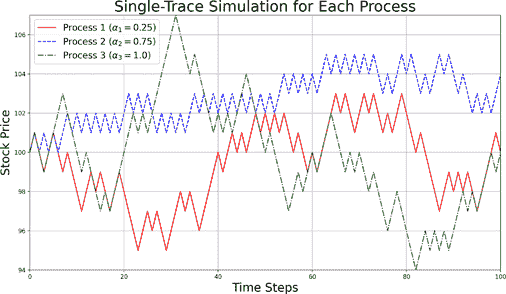 Single-Trace Simulation for Each Process
Process 1 (α₁ = 0.25)
Process 2 (α₂ = 0.75)
Process 3 (α₃ = 1.0)
Stock Price
106
104
102
100
98
96
94
0 20 40 60 80 100
Time Steps